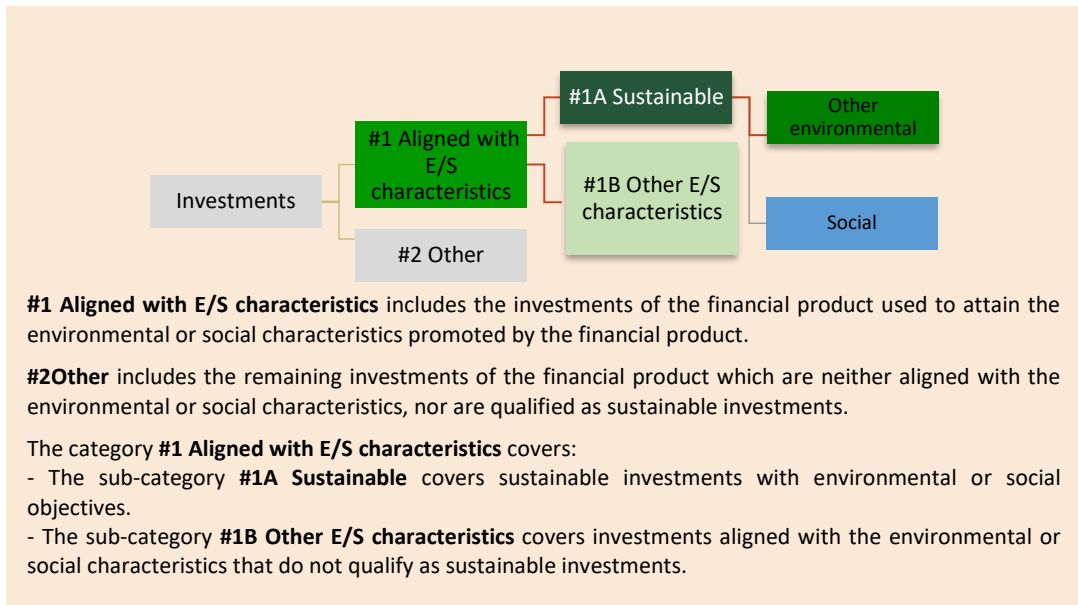 #1A Sustainable
Other
environmental
#1 Aligned with
E/S
characteristics
#1B Other E/S
characteristics
Investments
Social
#2 Other
#1 Aligned with E/S characteristics includes the investments of the financial product used to attain the
environmental or social characteristics promoted by the financial product.
#2Other includes the remaining investments of the financial product which are neither aligned with the
environmental or social characteristics, nor are qualified as sustainable investments.
The category #1 Aligned with E/S characteristics covers:
- The sub-category #1A Sustainable covers sustainable investments with environmental or social
objectives.
- The sub-category #1B Other E/S characteristics covers investments aligned with the environmental or
social characteristics that do not qualify as sustainable investments.